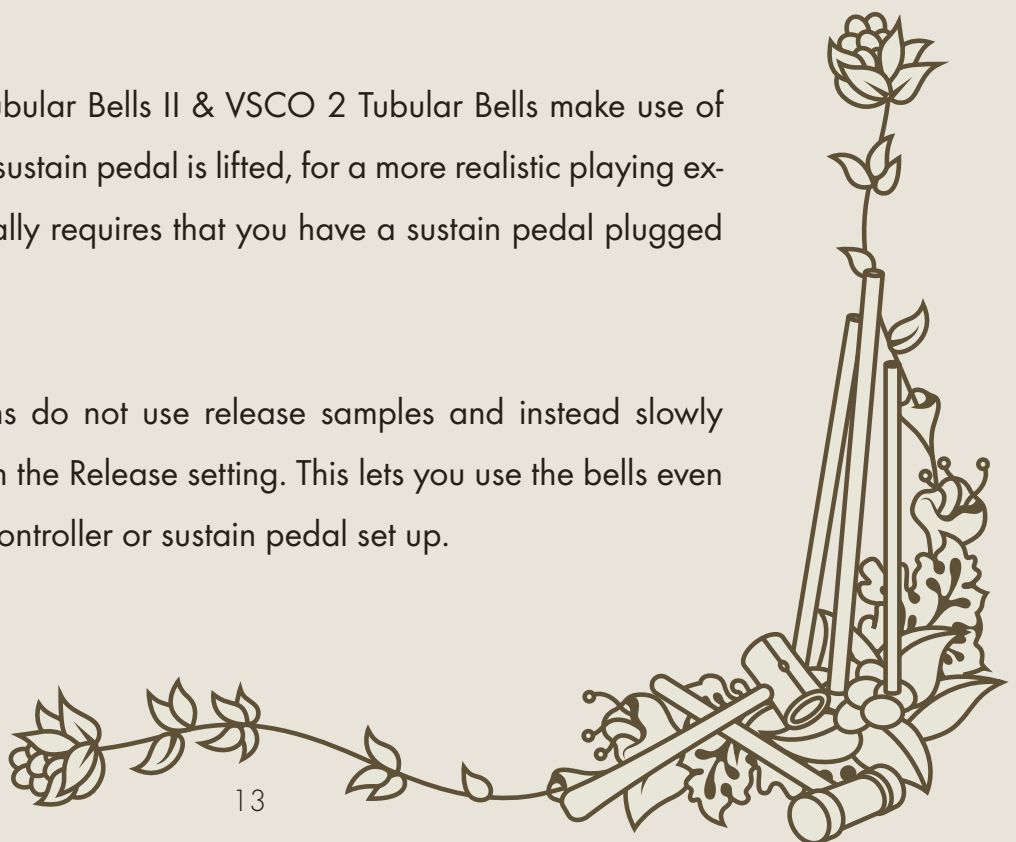 ubular Bells II & VSCO 2 Tubular Bells make use of
sustain pedal is lifted, for a more realistic playing ex-
ally requires that you have a sustain pedal plugged
ns do not use release samples and instead slowly
the Release setting. This lets you use the bells even
ontroller or sustain pedal set up.
13